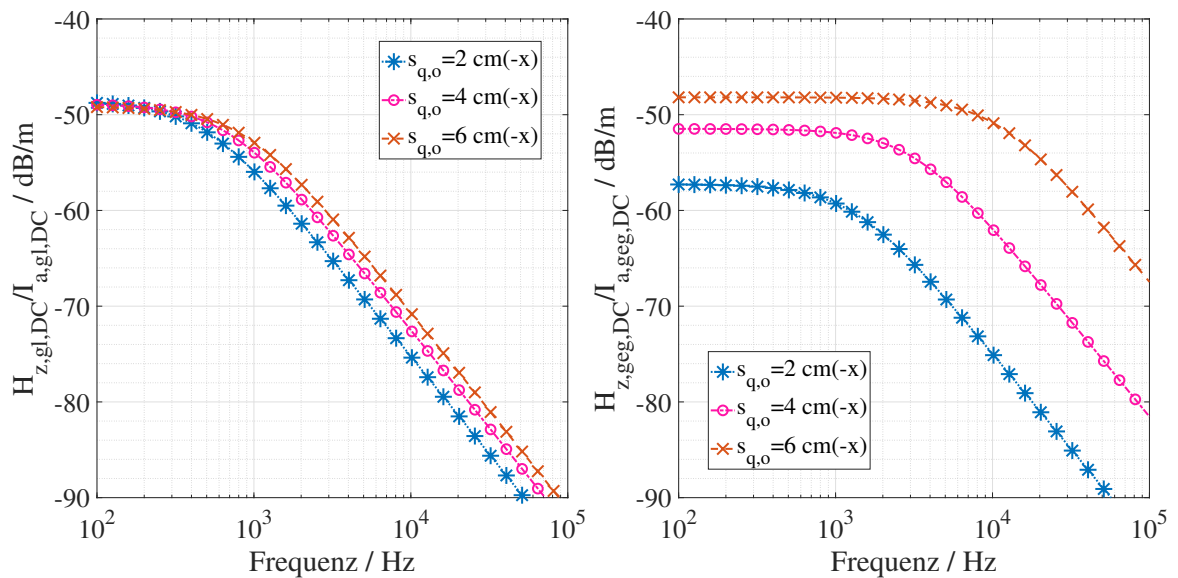 H_z,gl,DC/I_a,gl,DC / dB/m
-40
-50
-60
-70
-80
-90
s_q,o=2 cm(-x)
s_q,o=4 cm(-x)
s_q,o=6 cm(-x)
10^2 10^3 10^4 10^5
Frequenz / Hz
H_z,geg,DC/I_a,geg,DC / dB/m
-40
-50
-60
-70
-80
-90
s_q,o=2 cm(-x)
s_q,o=4 cm(-x)
s_q,o=6 cm(-x)
10^2 10^3 10^4 10^5
Frequenz / Hz